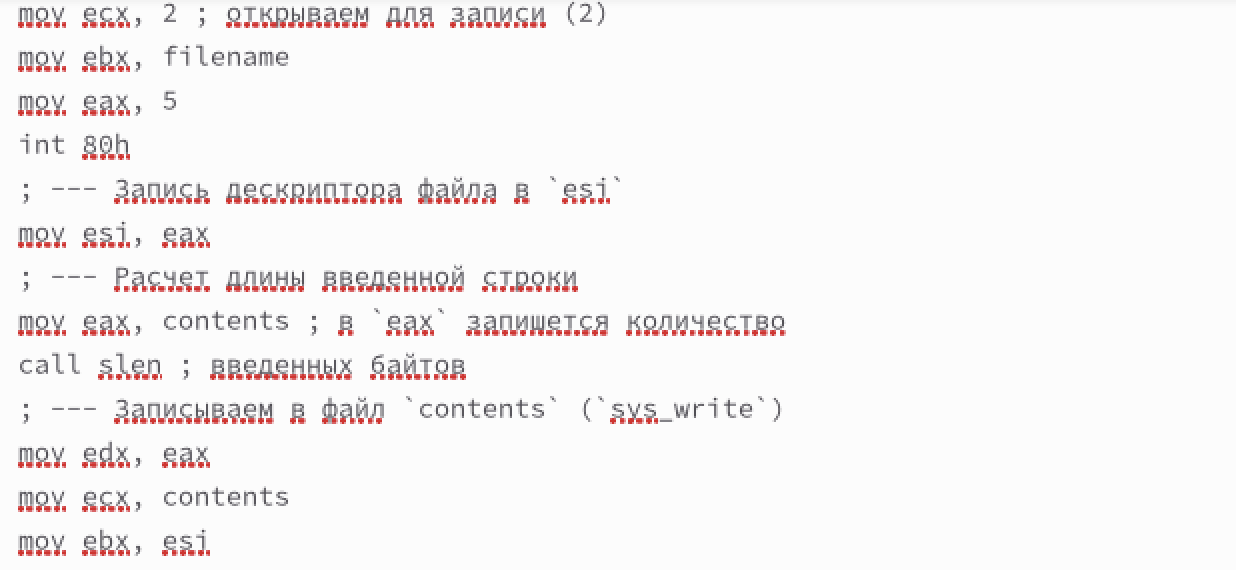 mov ecx, 2 ; открываем для записи (2)
mov ebx, filename
mov eax, 5
int 80h
; --- Запись дескриптора файла в `esi`
mov esi, eax
; --- Расчет длины введенной строки
mov eax, contents ; в `eax` запишется количество
call slen ; введенных байтов
; --- Записываем в файл `contents` (`sys_write`)
mov edx, eax
mov ecx, contents
mov ebx, esi